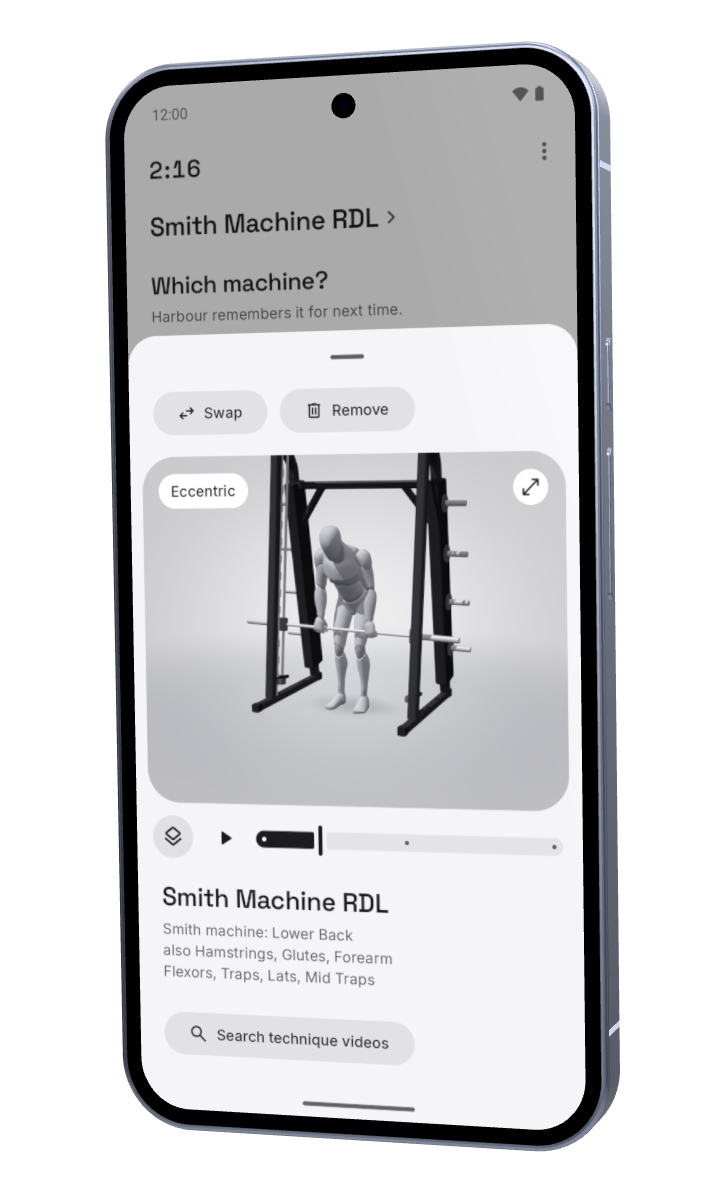 12:00
2:16
Smith Machine RDL
Which machine?
Harbour remembers it for next time.
Swap
Remove
Eccentric
Smith Machine RDL
Smith machine: Lower Back
also Hamstrings, Glutes, Forearm
Flexors, Traps, Lats, Mid Traps
Search technique videos